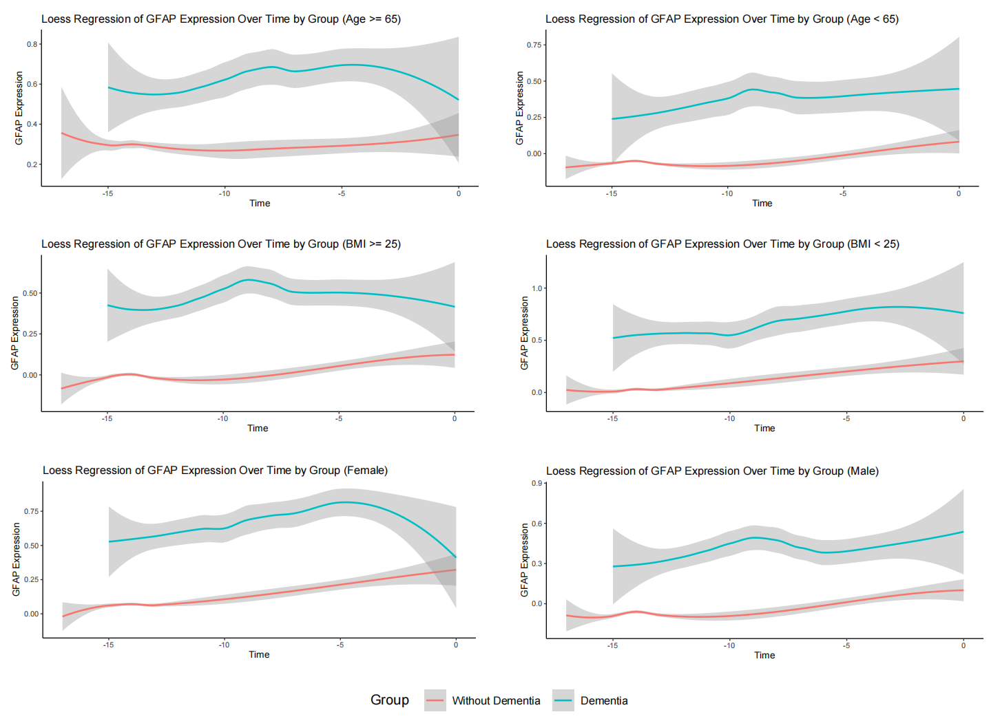 Loess Regression of GFAP Expression Over Time by Group (Age >= 65)
GFAP Expression
0.8
0.6
0.4
0.2
-15 -10 -5 0
Time
Loess Regression of GFAP Expression Over Time by Group (Age < 65)
GFAP Expression
0.75
0.50
0.25
0.00
-15 -10 -5 0
Time
Loess Regression of GFAP Expression Over Time by Group (BMI >= 25)
GFAP Expression
0.50
0.25
0.00
-15 -10 -5 0
Time
Loess Regression of GFAP Expression Over Time by Group (BMI < 25)
GFAP Expression
1.0
0.5
0.0
-15 -10 -5 0
Time
Loess Regression of GFAP Expression Over Time by Group (Female)
GFAP Expression
0.75
0.50
0.25
0.00
-15 -10 -5 0
Time
Loess Regression of GFAP Expression Over Time by Group (Male)
GFAP Expression
0.9
0.6
0.3
0.0
-15 -10 -5 0
Time
Group Without Dementia Dementia